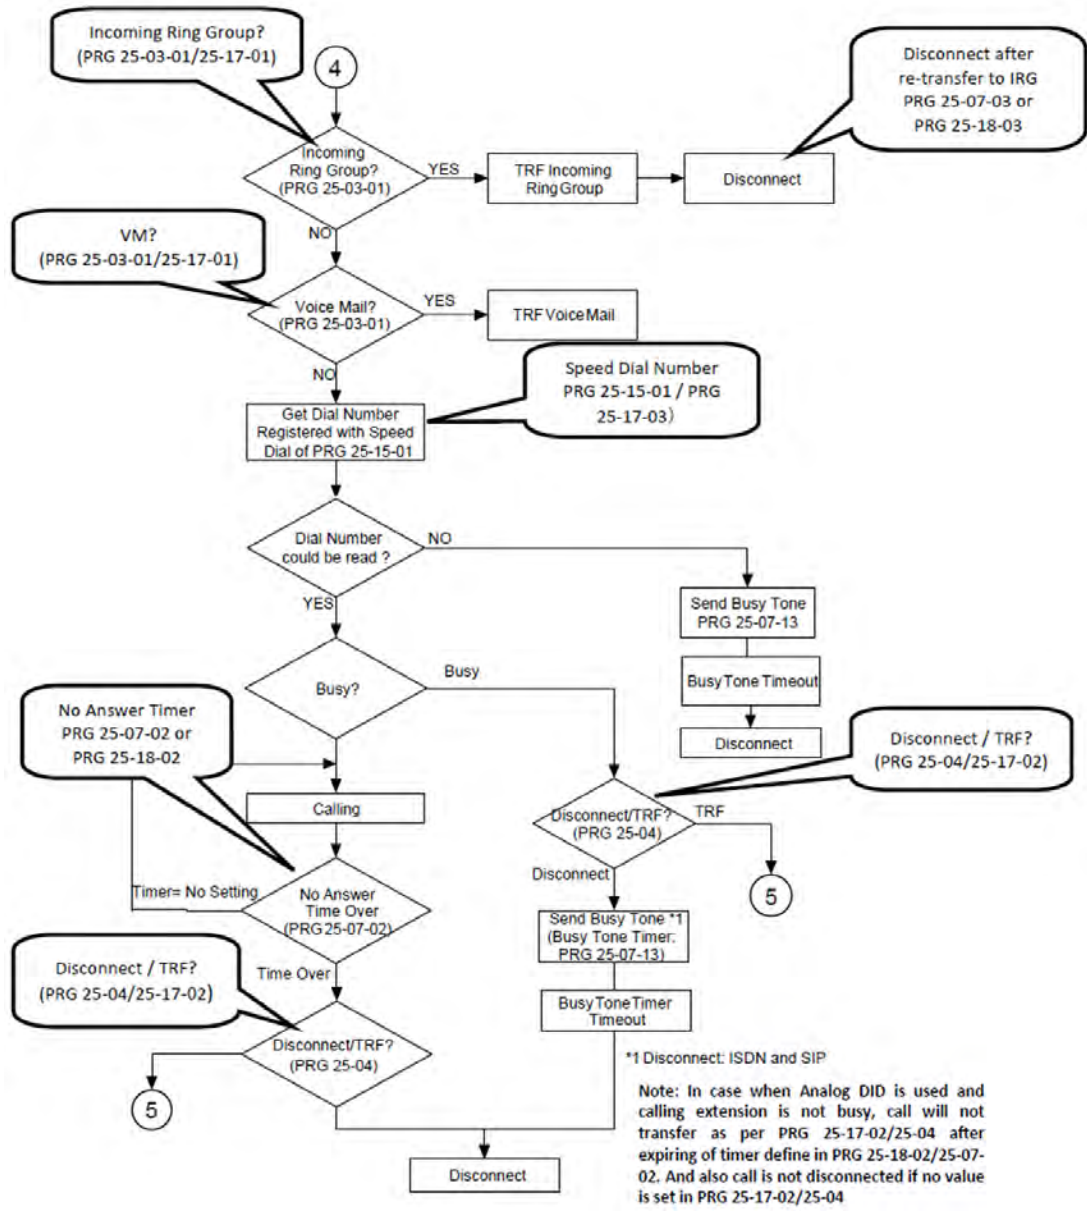 Incoming Ring Group?
(PRG 25-03-01/25-17-01)
4
Disconnect after
re-transfer to IRG
PRG 25-07-03 or
PRG 25-18-03
Incoming
Ring Group?
(PRG 25-03-01)
YES
TRF Incoming
Ring Group
Disconnect
NO
VM?
(PRG 25-03-01/25-17-01)
Voice Mail?
(PRG 25-03-01)
YES
TRF Voice Mail
NO
Speed Dial Number
PRG 25-15-01 / PRG
25-17-03)
Get Dial Number
Registered with Speed
Dial of PRG 25-15-01
Dial Number
could be read ?
NO
YES
Send Busy Tone
PRG 25-07-13
Busy Tone Timeout
Disconnect
Busy?
Busy
No Answer Timer
PRG 25-07-02 or
PRG 25-18-02
Disconnect / TRF?
(PRG 25-04/25-17-02)
Calling
Disconnect/TRF?
(PRG 25-04)
TRF
5
Disconnect
Timer= No Setting
No Answer
Time Over
(PRG 25-07-02)
Send Busy Tone *1
(Busy Tone Timer:
PRG 25-07-13)
Time Over
Disconnect / TRF?
(PRG 25-04/25-17-02)
Busy Tone Timer
Timeout
Disconnect/TRF?
(PRG 25-04)
5
*1 Disconnect: ISDN and SIP
Note: In case when Analog DID is used and
calling extension is not busy, call will not
transfer as per PRG 25-17-02/25-04 after
expiring of timer define in PRG 25-18-02/25-07-
02. And also call is not disconnected if no value
is set in PRG 25-17-02/25-04
Disconnect